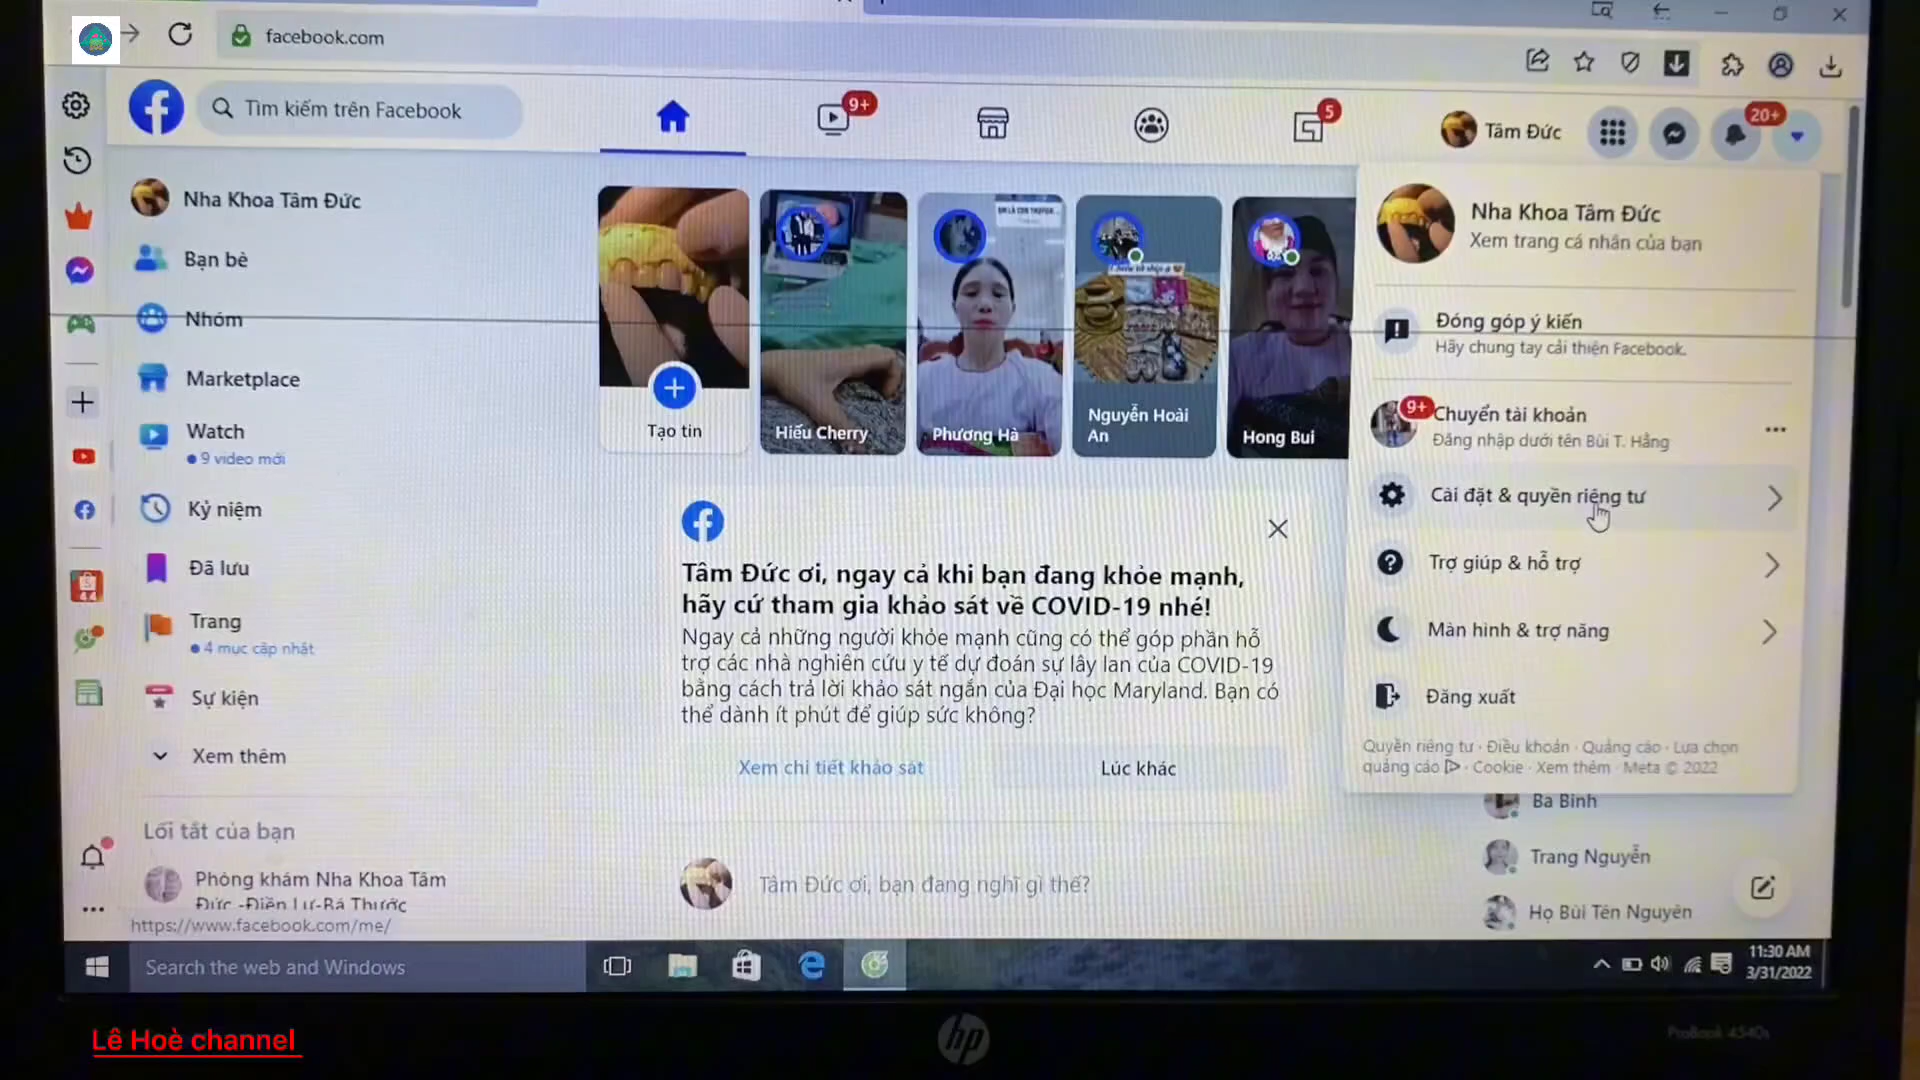 facebook.com
Tìm kiếm trên Facebook
9+
5
Tâm Đức
20+
Nha Khoa Tâm Đức
Bạn bè
Nhóm
Marketplace
Watch
9 video mới
Kỷ niệm
Đã lưu
Trang
4 mục cập nhật
Sự kiện
Xem thêm
Lối tắt của bạn
Phòng khám Nha Khoa Tâm
Đức -Điền Lư-Bá Thước
https://www.facebook.com/me/
Tạo tin
Hiếu Cherry
Phương Hà
Nguyễn Hoài
An
Hong Bui
Tâm Đức ơi, ngay cả khi bạn đang khỏe mạnh,
hãy cứ tham gia khảo sát về COVID-19 nhé!
Ngay cả những người khỏe mạnh cũng có thể góp phần hỗ
trợ các nhà nghiên cứu y tế dự đoán sự lây lan của COVID-19
bằng cách trả lời khảo sát ngắn của Đại học Maryland. Bạn có
thể dành ít phút để giúp sức không?
Xem chi tiết khảo sát
Lúc khác
Tâm Đức ơi, bạn đang nghĩ gì thế?
Nha Khoa Tâm Đức
Xem trang cá nhân của bạn
Đóng góp ý kiến
Hãy chung tay cải thiện Facebook.
9+
Chuyển tài khoản
Đăng nhập dưới tên Bùi T. Hằng
Cài đặt & quyền riêng tư
Trợ giúp & hỗ trợ
Màn hình & trợ năng
Đăng xuất
Quyền riêng tư · Điều khoản · Quảng cáo · Lựa chọn
quảng cáo · Cookie · Xem thêm · Meta © 2022
Ba Binh
Trang Nguyễn
Họ Bùi Tên Nguyên
Search the web and Windows
11:30 AM
3/31/2022
Lê Hoè channel
hp
ProBook 4540s